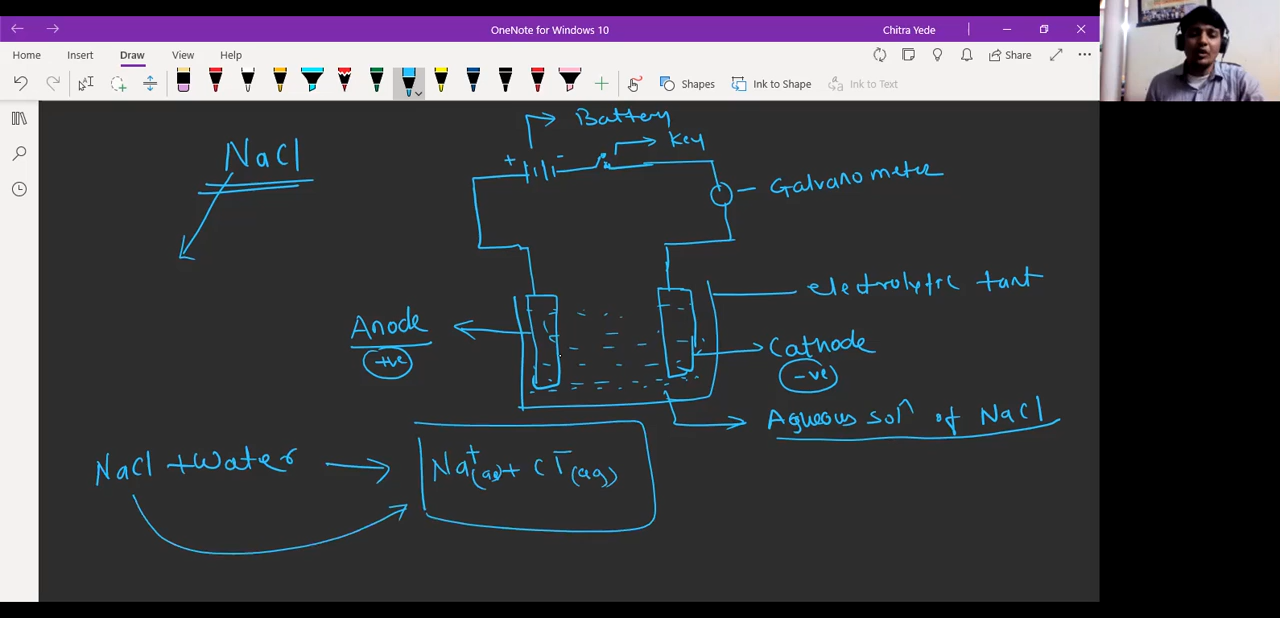 OneNote for Windows 10
Chitra Yede
Home Insert Draw View Help
Share
Shapes
Ink to Shape
Ink to Text
Battery
Key
+ -
NaCl
Galvanometer
electrolytic tant
Anode
+ve
Cathode
-ve
Aqueous solⁿ of NaCl
NaCl + Water → Na⁺(aq) + Cl⁻(aq)